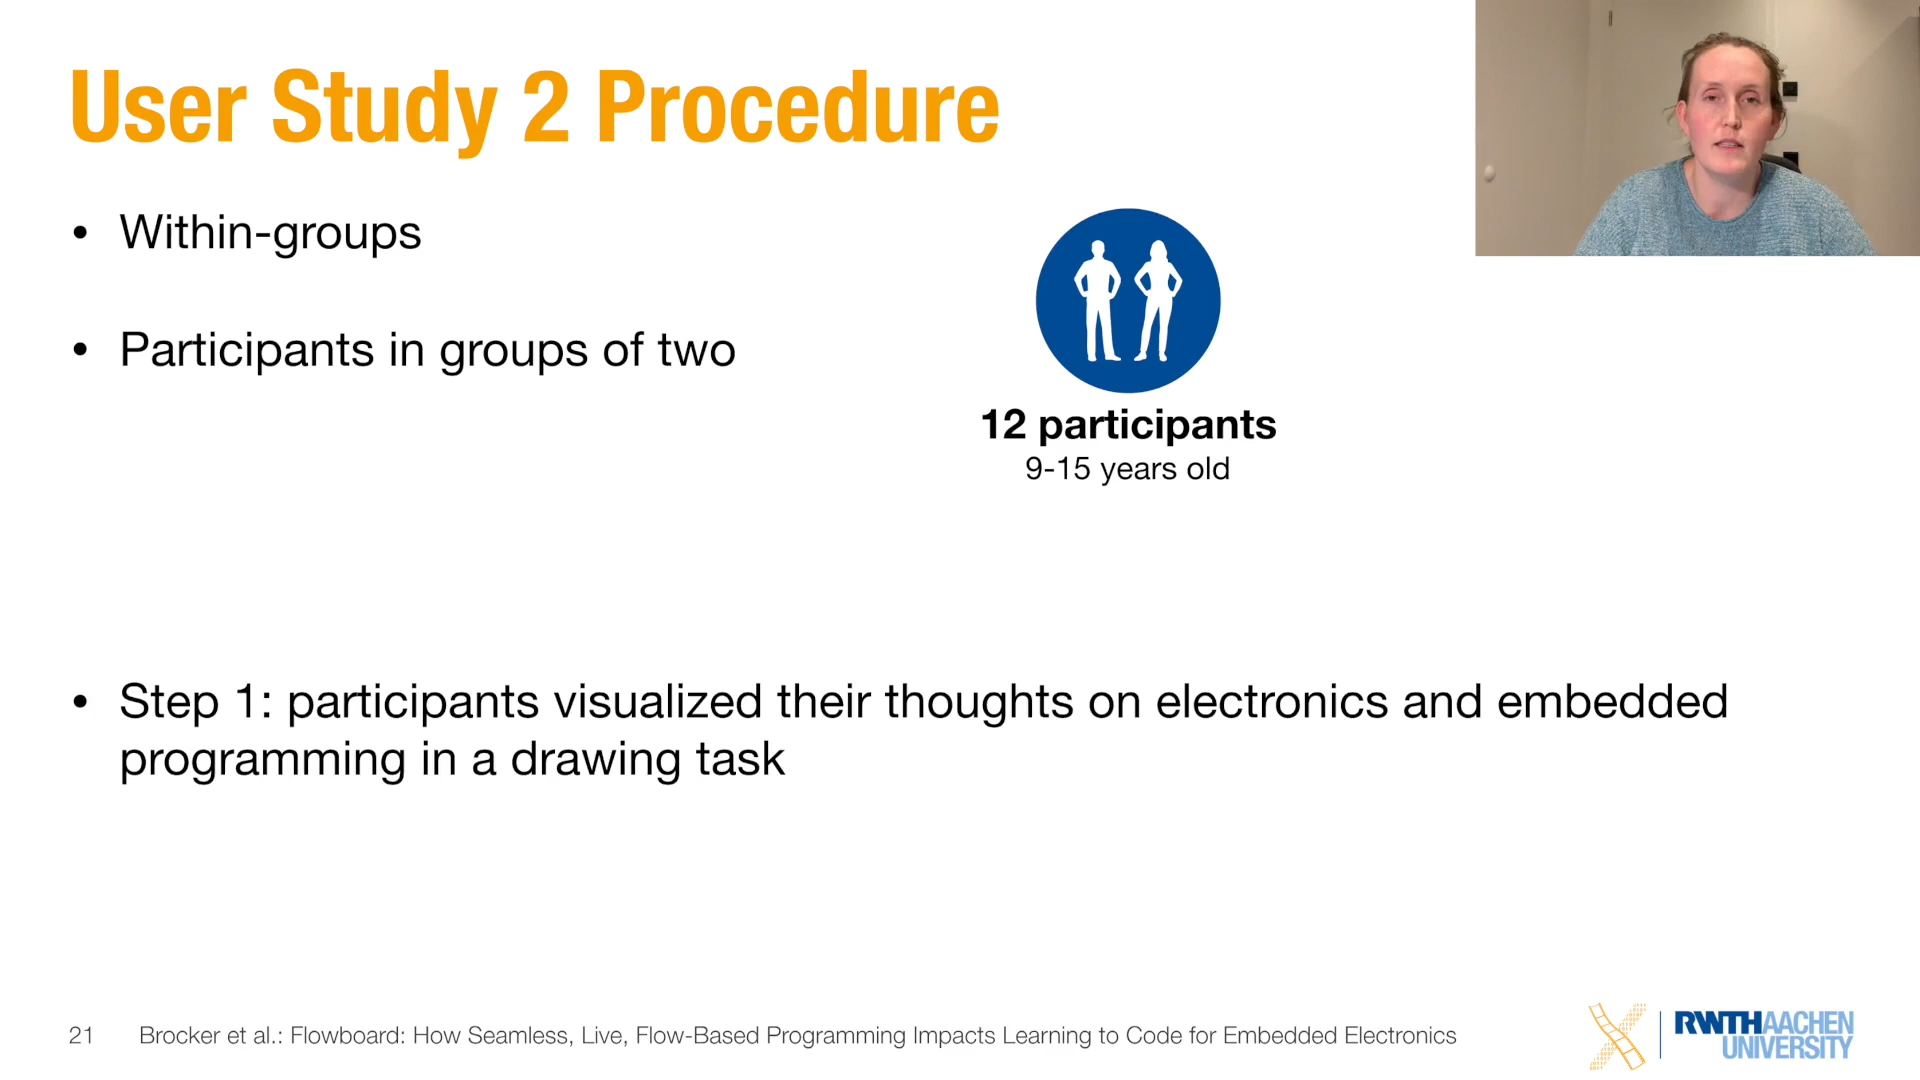 User Study 2 Procedure
• Within-groups
• Participants in groups of two
12 participants
9-15 years old
• Step 1: participants visualized their thoughts on electronics and embedded
programming in a drawing task
21 Brocker et al.: Flowboard: How Seamless, Live, Flow-Based Programming Impacts Learning to Code for Embedded Electronics
RWTHAACHEN
UNIVERSITY